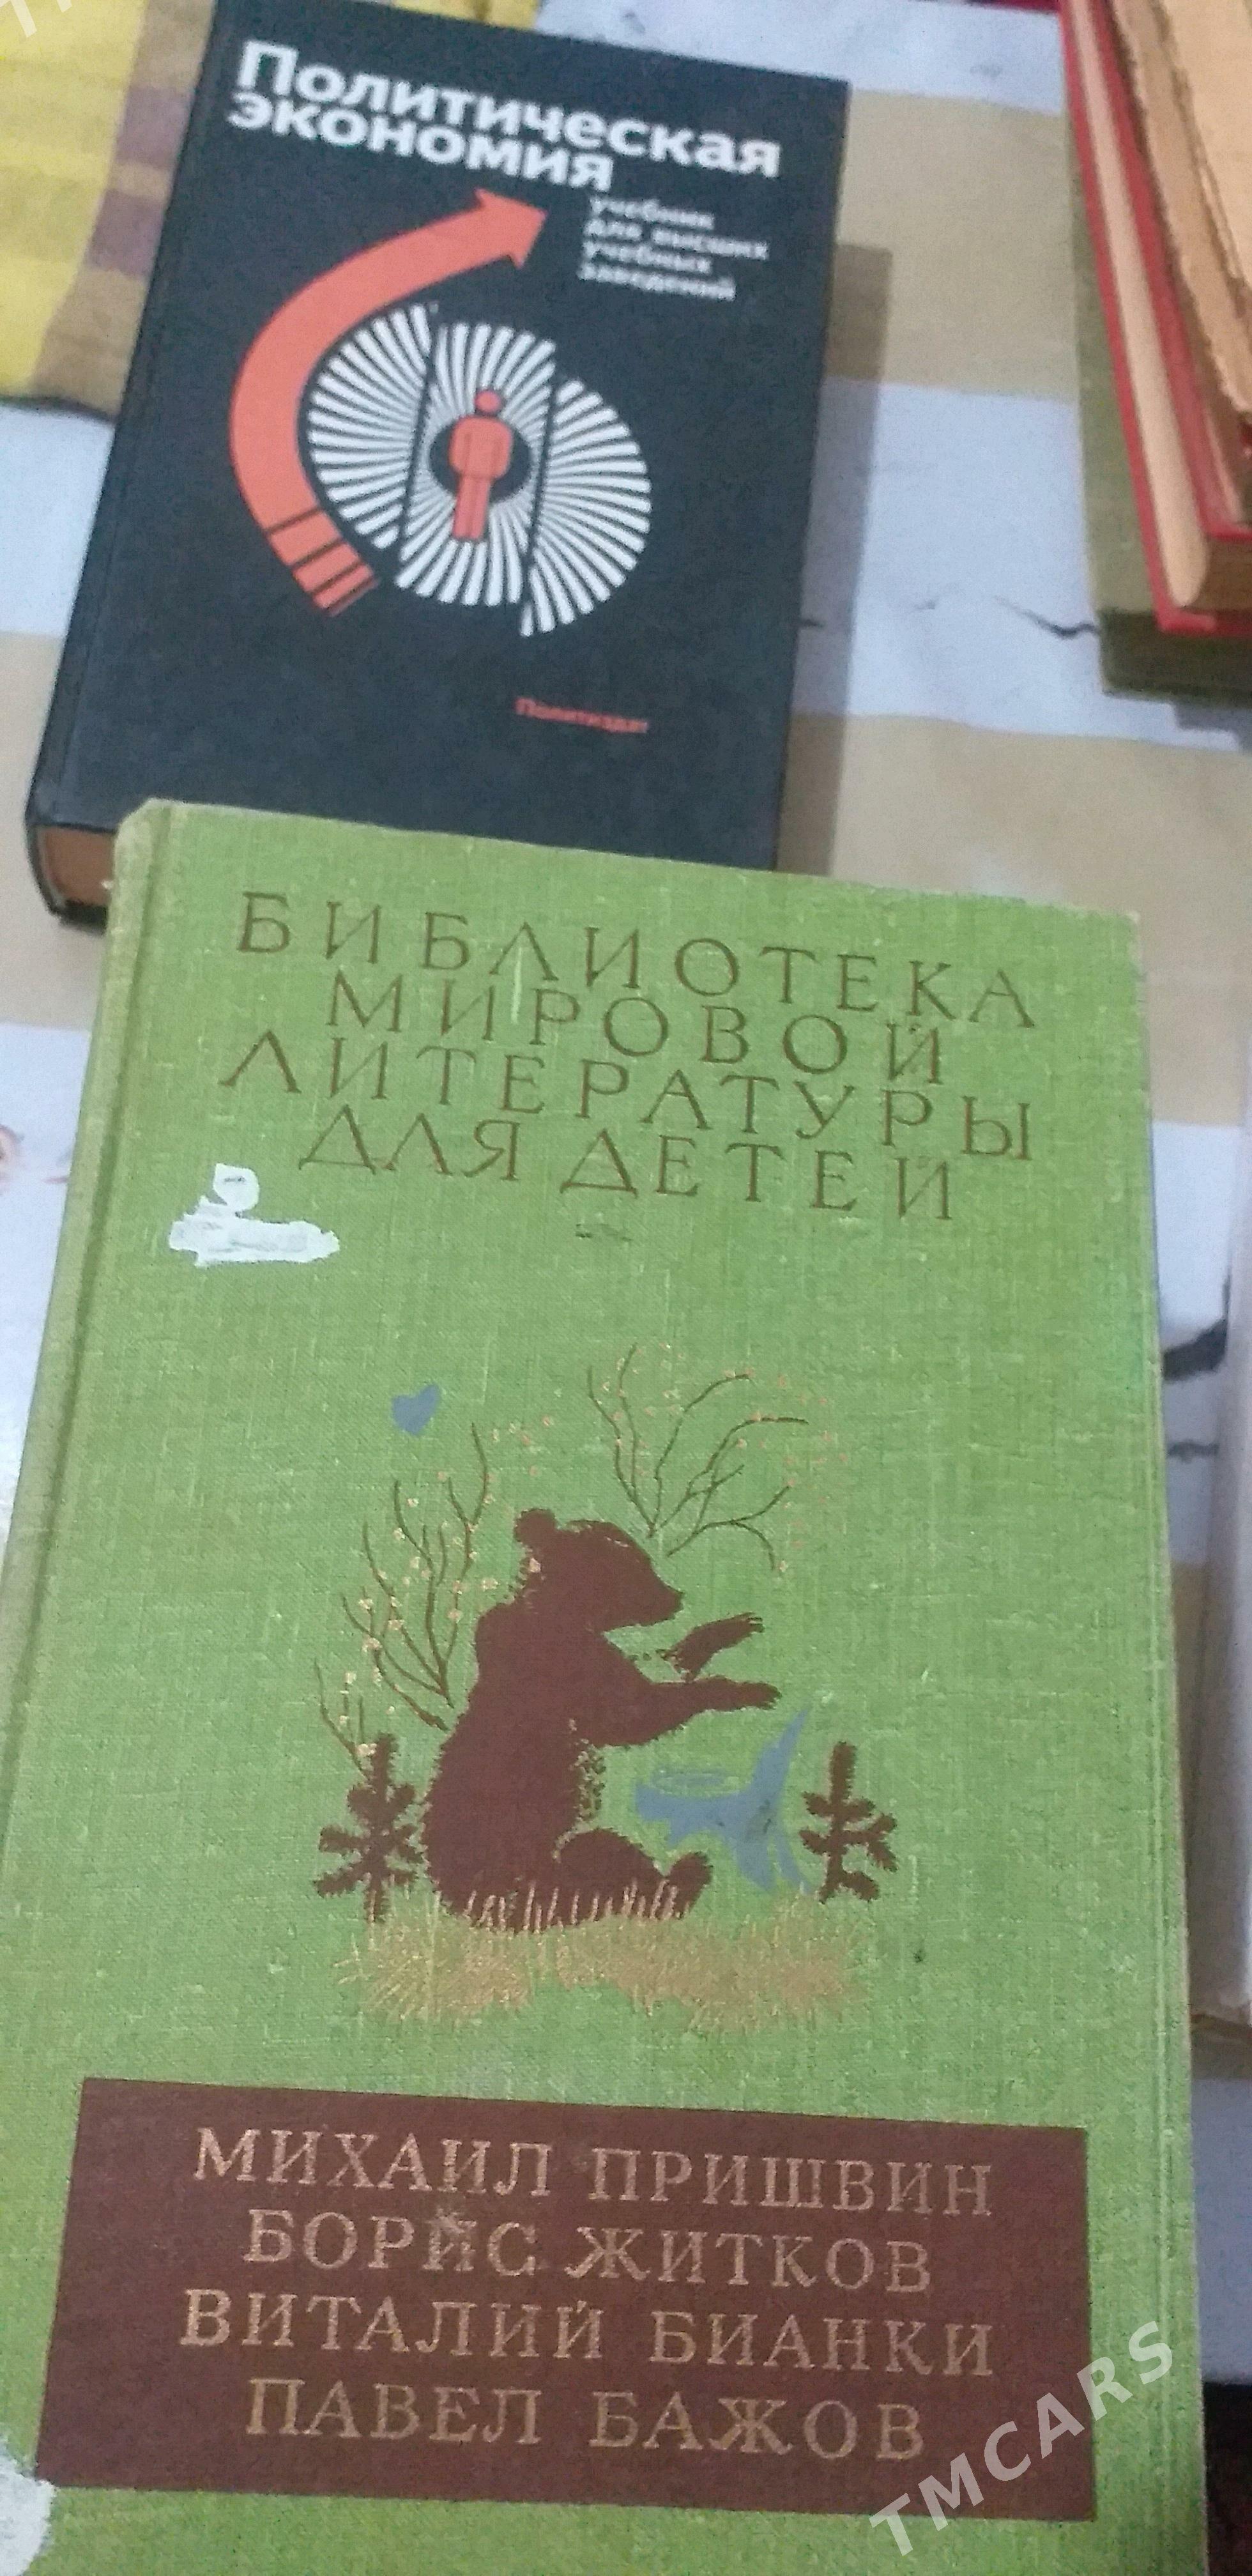 Политическая
экономия
учебник
для высших
учебных
заведений
Политиздат
БИБЛИОТЕКА
МИРОВОЙ
ЛИТЕРАТУРЫ
ДЛЯ ДЕТЕЙ
МИХАИЛ ПРИШВИН
БОРИС ЖИТКОВ
ВИТАЛИЙ БИАНКИ
ПАВЕЛ БАЖОВ
TMCARS